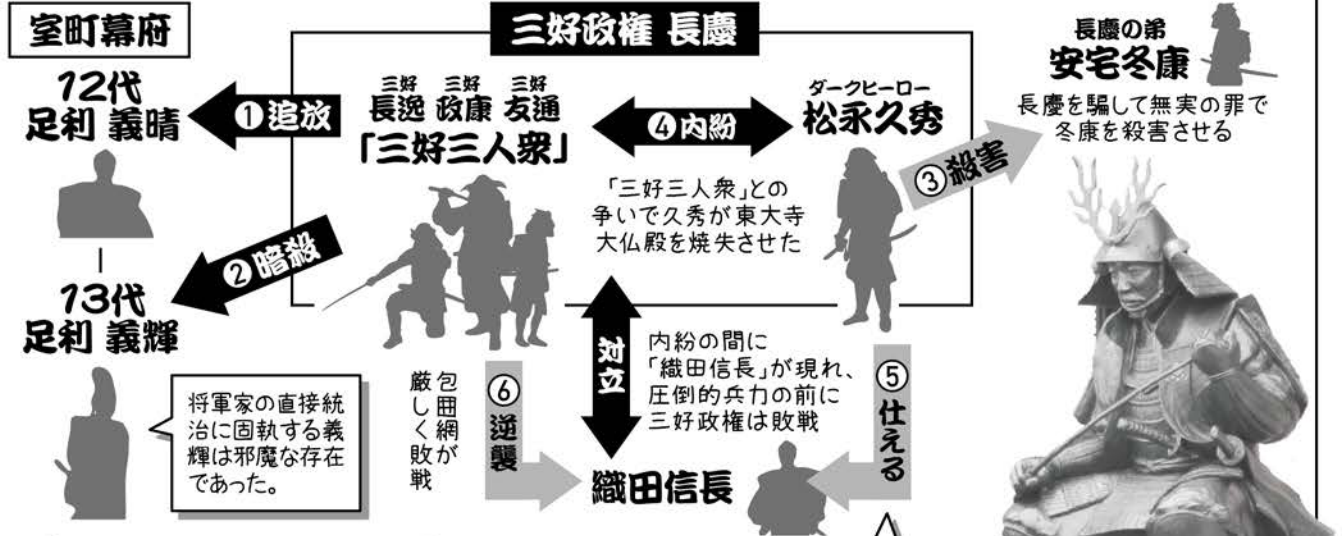 室町幕府
12代
足利 義晴
13代
足利 義輝
将軍家の直接統
治に固執する義
輝は邪魔な存在
であった。
三好政権 長慶
①追放
②暗殺
三好 三好 三好
長逸 政康 友通
「三好三人衆」
④内紛
ダークヒーロー
松永久秀
「三好三人衆」との
争いで久秀が東大寺
大仏殿を焼失させた
③殺害
長慶の弟
安宅冬康
長慶を騙して無実の罪で
冬康を殺害させる
包囲網が
厳しく敗戦
⑥逆襲
対立
内紛の間に
「織田信長」が現れ、
圧倒的兵力の前に
三好政権は敗戦
⑤仕える
織田信長